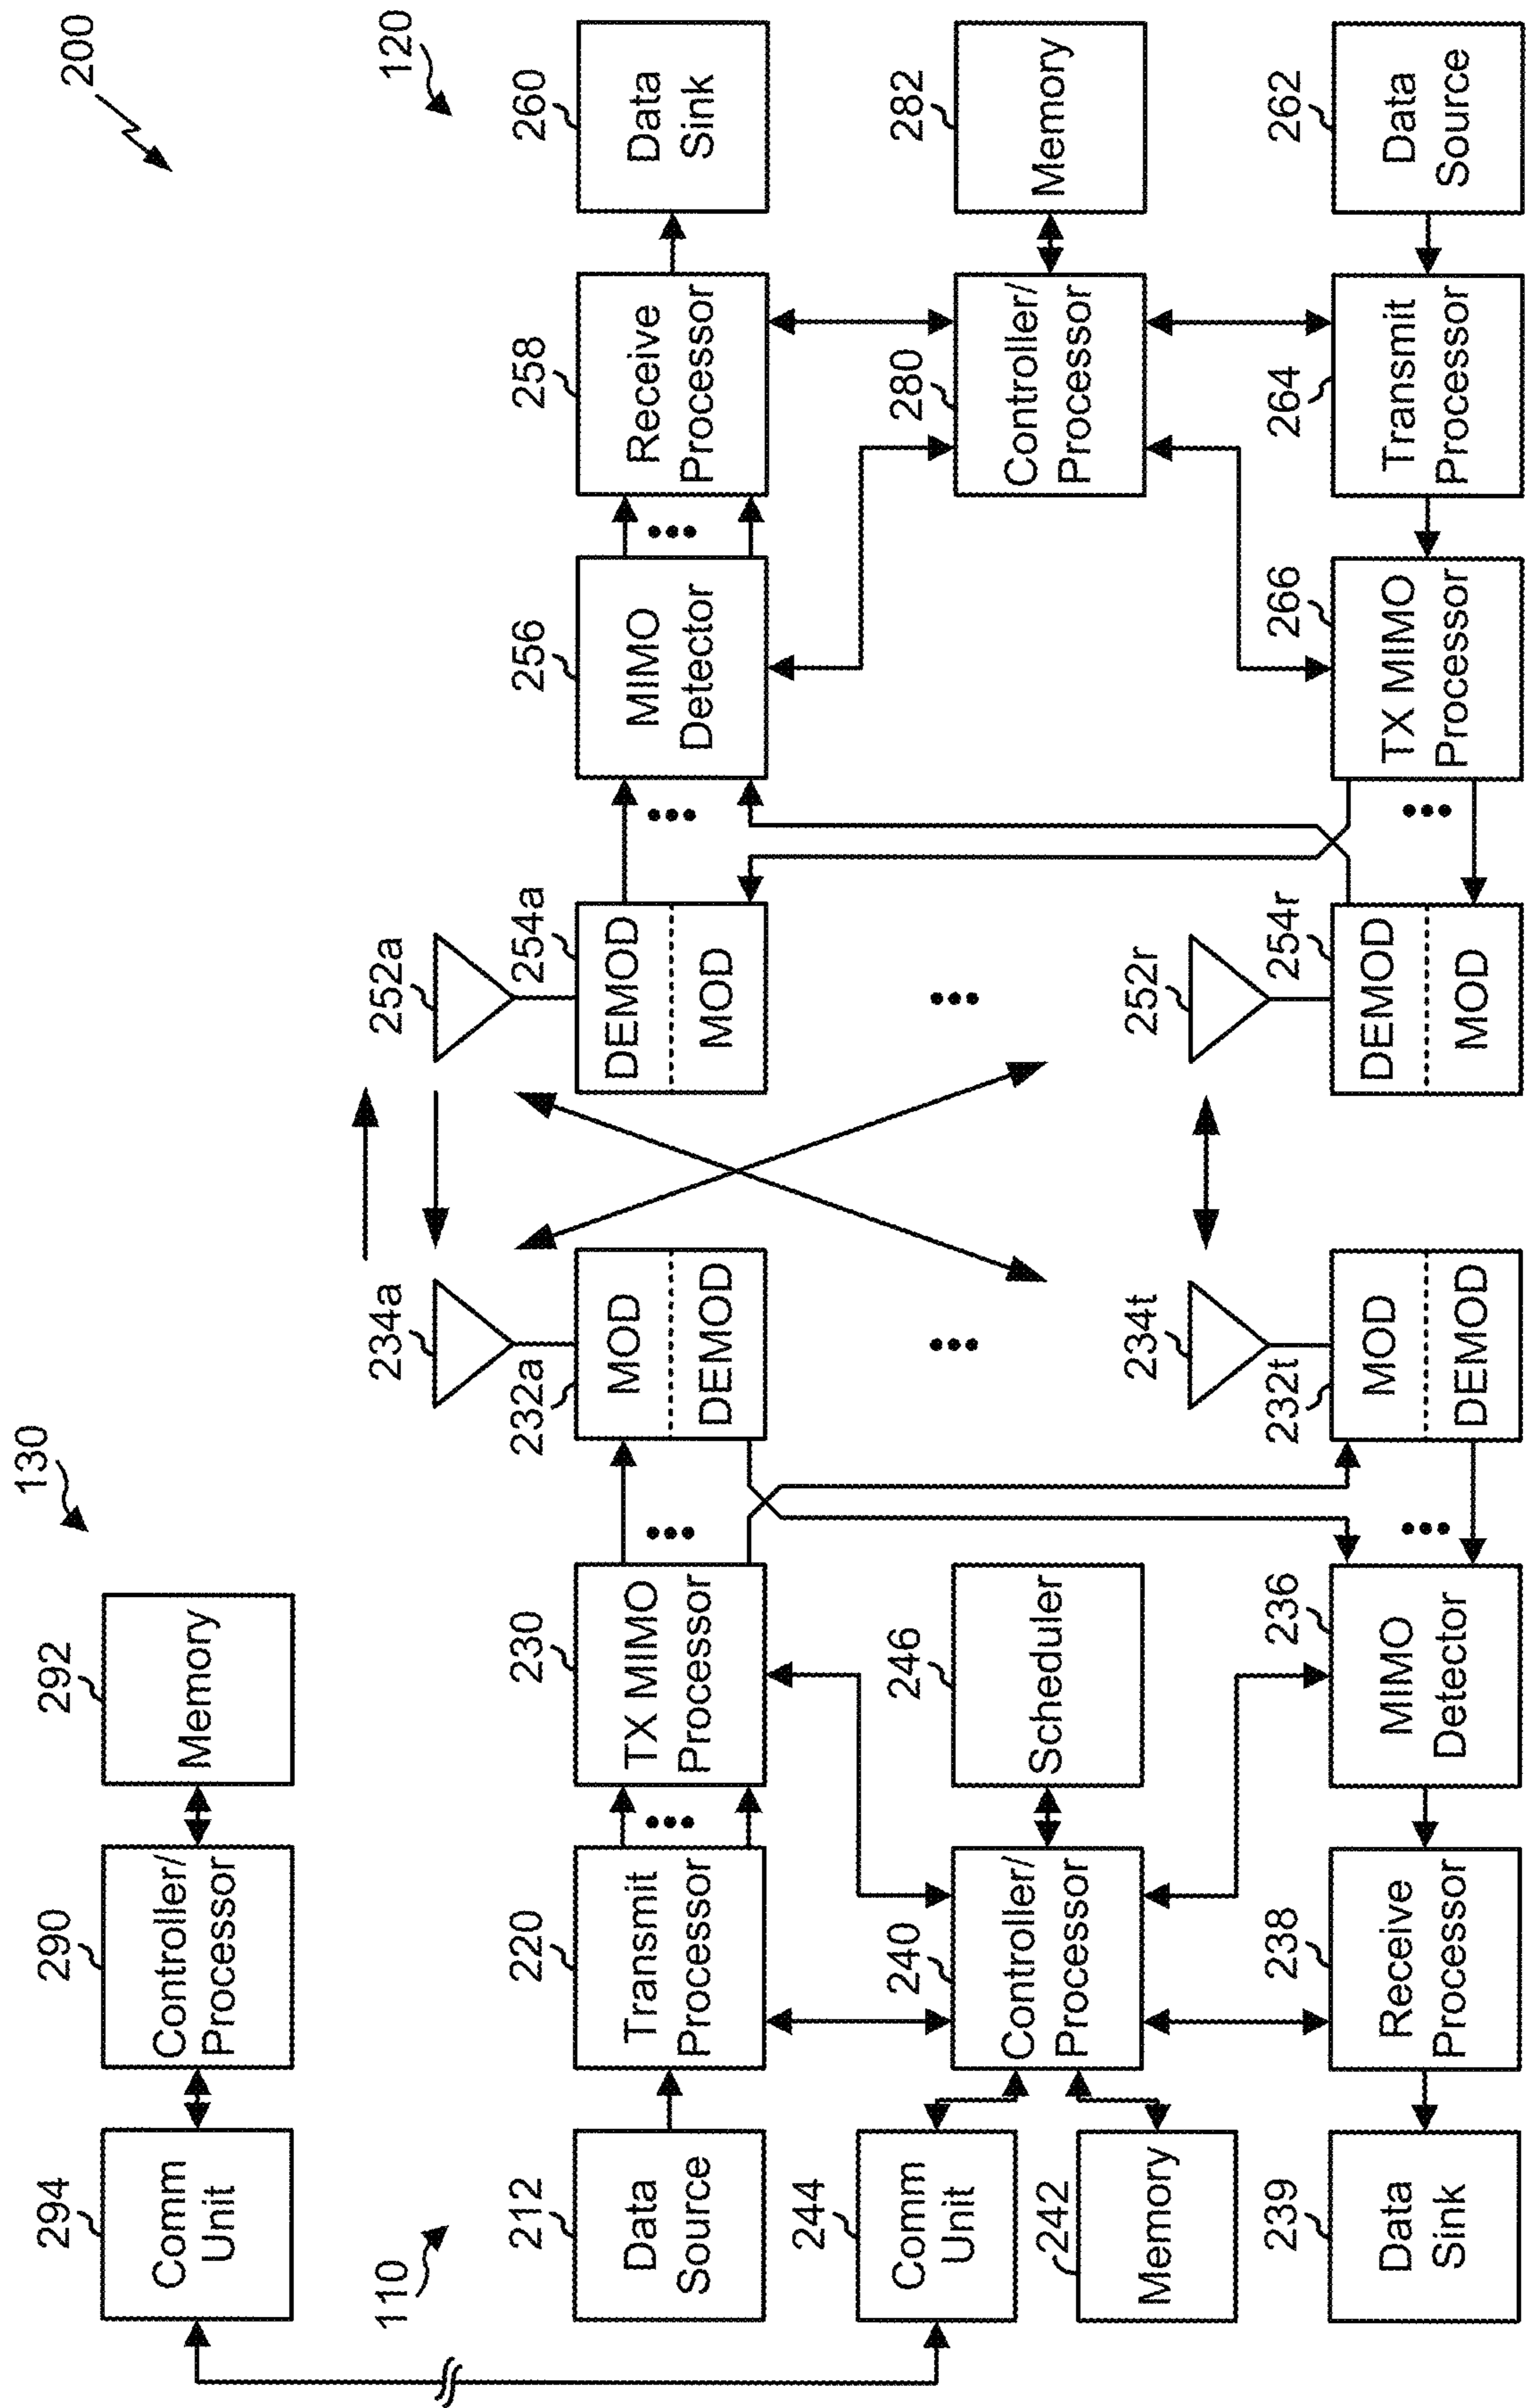 200
130
294
Comm
Unit
290
Controller/
Processor
292
Memory
110
120
212
Data
Source
220
Transmit
Processor
230
TX MIMO
Processor
232a
MOD
DEMOD
234a
252a
254a
DEMOD
MOD
256
MIMO
Detector
258
Receive
Processor
260
Data
Sink
244
Comm
Unit
242
Memory
240
Controller/
Processor
246
Scheduler
280
Controller/
Processor
282
Memory
239
Data
Sink
238
Receive
Processor
236
MIMO
Detector
232t
MOD
DEMOD
234t
252r
254r
DEMOD
MOD
266
TX MIMO
Processor
264
Transmit
Processor
262
Data
Source